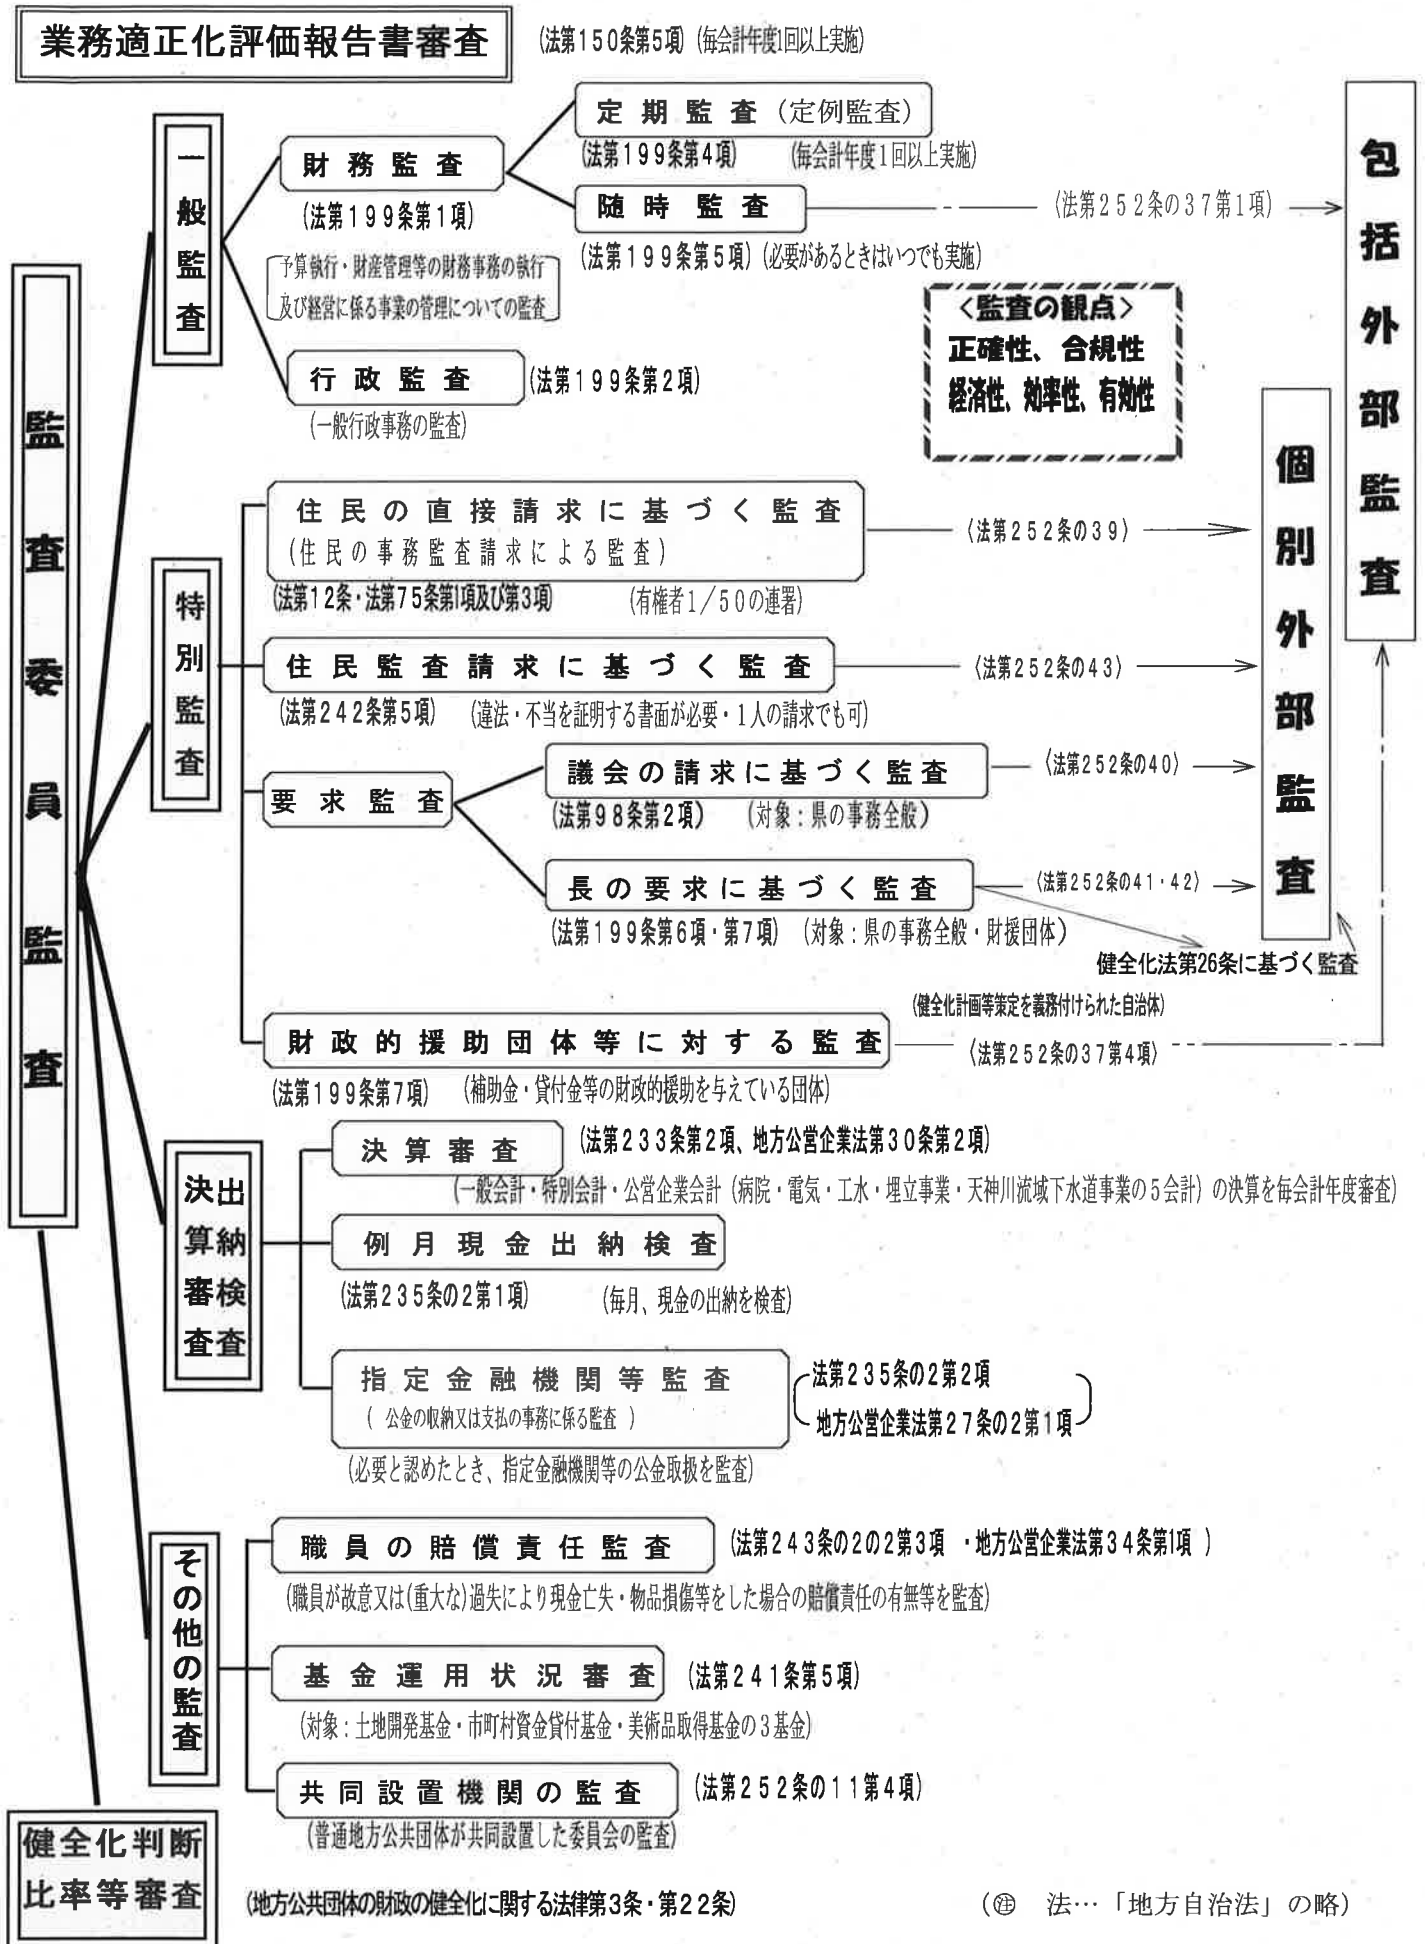 業務適正化評価報告書審査
(法第150条第5項) (毎会計年度1回以上実施)
監査委員監査
一般監査
財務監査
(法第199条第1項)
予算執行・財産管理等の財務事務の執行
及び経営に係る事業の管理についての監査
定期監査(定例監査)
(法第199条第4項) (毎会計年度1回以上実施)
随時監査
(法第252条の37第1項)
(法第199条第5項) (必要があるときはいつでも実施)
行政監査
(法第199条第2項)
(一般行政事務の監査)
<監査の観点>
正確性、合規性
経済性、効率性、有効性
包括外部監査
個別外部監査
特別監査
住民の直接請求に基づく監査
(住民の事務監査請求による監査)
(法第252条の39)
(法第12条・法第75条第1項及び第3項) (有権者1/50の連署)
住民監査請求に基づく監査
(法第252条の43)
(法第242条第5項) (違法・不当を証明する書面が必要・1人の請求でも可)
要求監査
議会の請求に基づく監査
(法第252条の40)
(法第98条第2項) (対象:県の事務全般)
長の要求に基づく監査
(法第252条の41・42)
(法第199条第6項・第7項) (対象:県の事務全般・財援団体)
健全化法第26条に基づく監査
(健全化計画等策定を義務付けられた自治体)
財政的援助団体等に対する監査
(法第252条の37第4項)
(法第199条第7項) (補助金・貸付金等の財政的援助を与えている団体)
出納検査
決算審査
決算審査
(法第233条第2項、地方公営企業法第30条第2項)
(一般会計・特別会計・公営企業会計(病院・電気・工水・埋立事業・天神川流域下水道事業の5会計)の決算を毎会計年度審査)
例月現金出納検査
(法第235条の2第1項) (毎月、現金の出納を検査)
指定金融機関等監査
(公金の収納又は支払の事務に係る監査)
法第235条の2第2項
地方公営企業法第27条の2第1項
(必要と認めたとき、指定金融機関等の公金取扱を監査)
その他の監査
職員の賠償責任監査
(法第243条の2の2第3項 ・地方公営企業法第34条第1項 )
(職員が故意又は(重大な)過失により現金亡失・物品損傷等をした場合の賠償責任の有無等を監査)
基金運用状況審査
(法第241条第5項)
(対象:土地開発基金・市町村資金貸付基金・美術品取得基金の3基金)
共同設置機関の監査
(法第252条の11第4項)
(普通地方公共団体が共同設置した委員会の監査)
健全化判断
比率等審査
(地方公共団体の財政の健全化に関する法律第3条・第22条)
(㊟ 法…「地方自治法」の略)